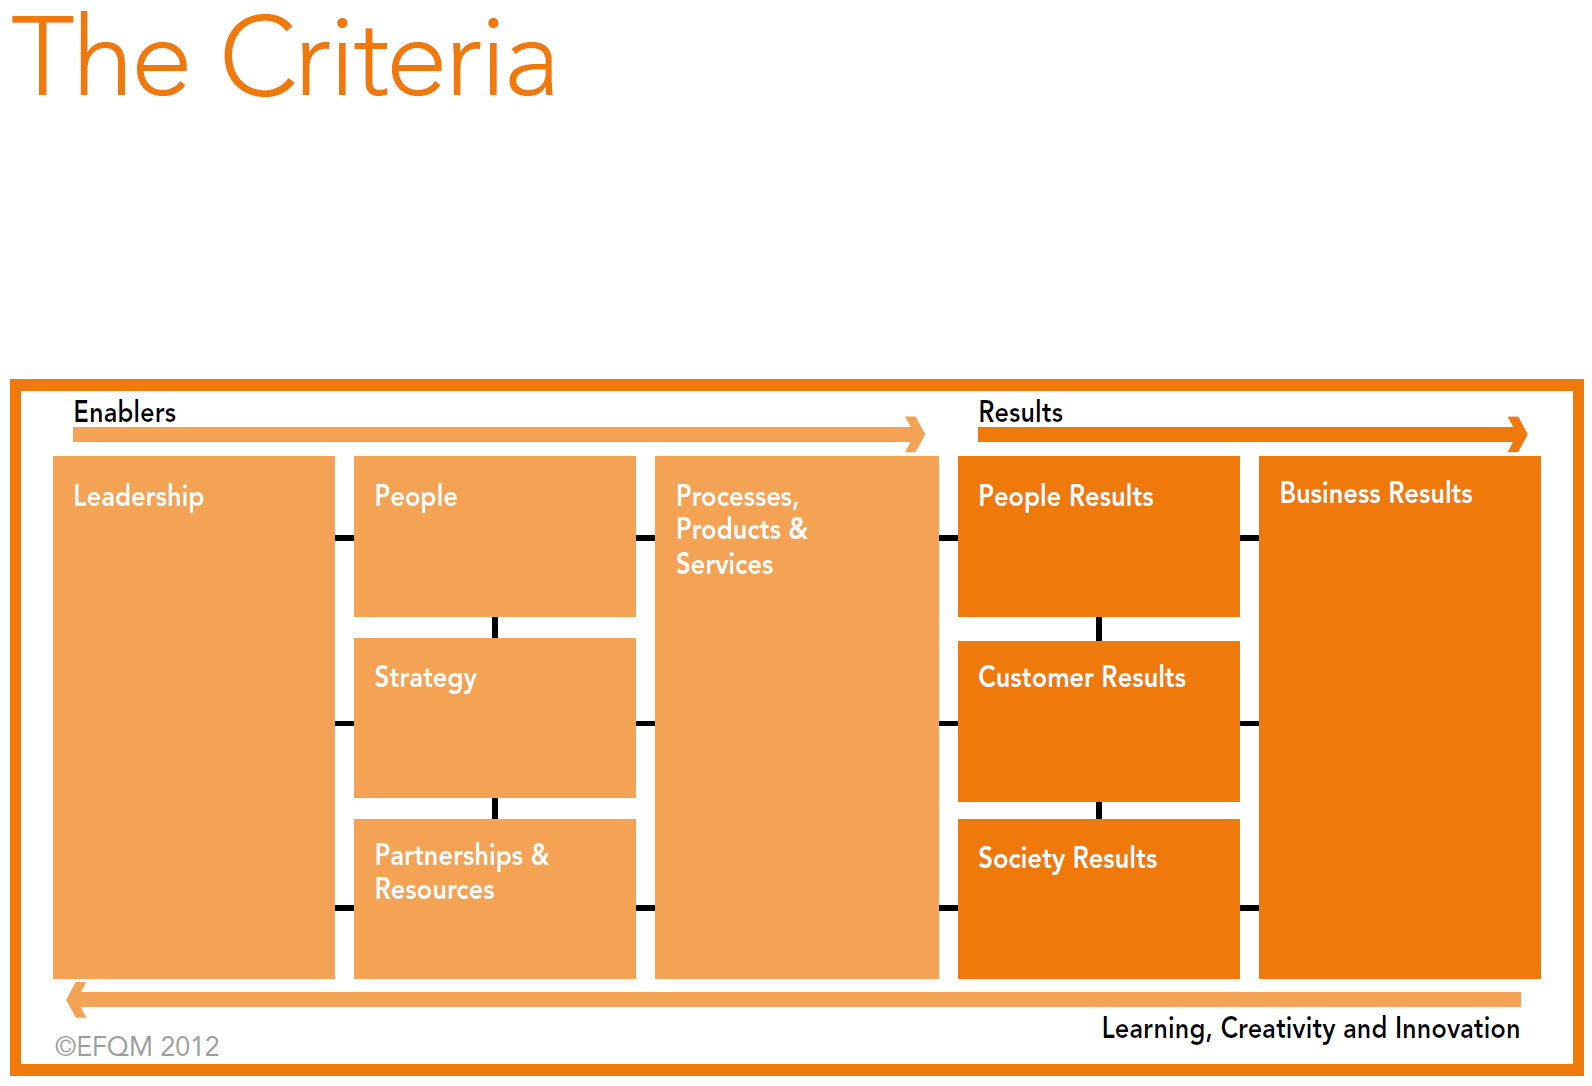 The Criteria
Enablers
Results
Leadership
People
Processes,
Products &
Services
People Results
Business Results
Strategy
Customer Results
Partnerships &
Resources
Society Results
Learning, Creativity and Innovation
©EFQM 2012